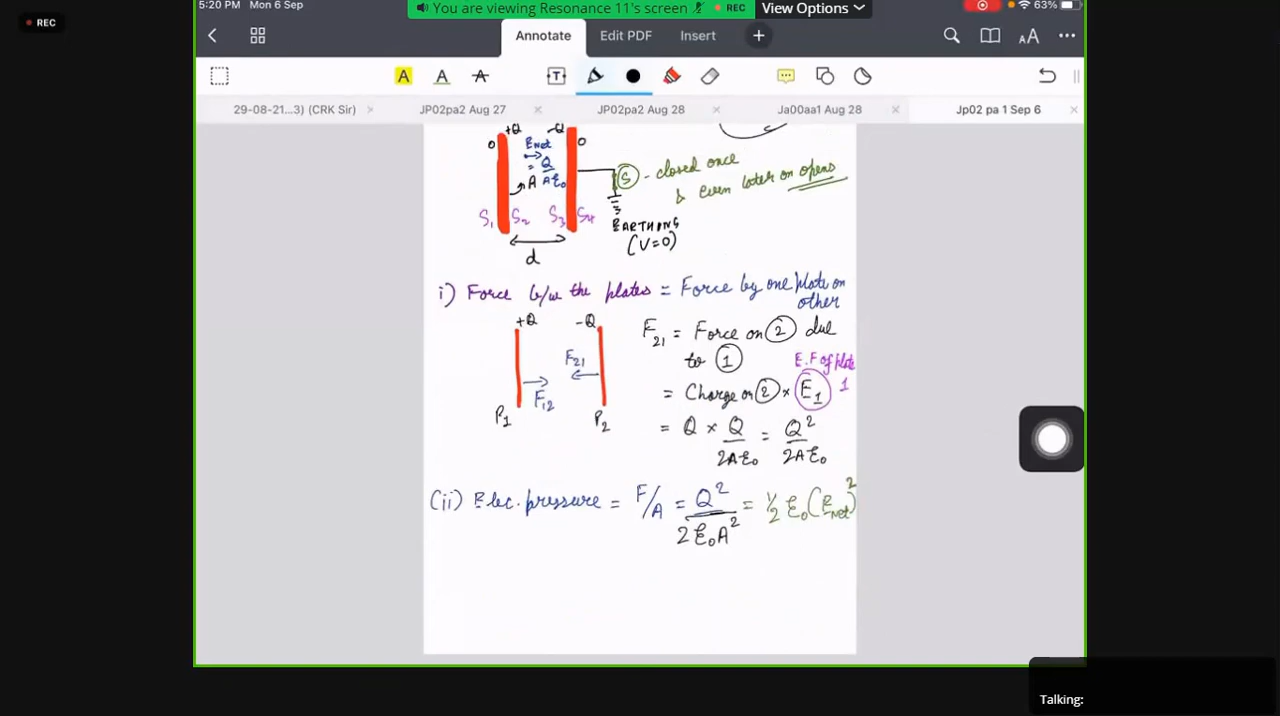 5:20 PM Mon 6 Sep
You are viewing Resonance 11's screen
REC
View Options
63%
REC
Annotate
Edit PDF
Insert
+
AA
A A A T
29-08-21...3) (CRK Sir) >
JP02pa2 Aug 27 ×
JP02pa2 Aug 28 ×
Ja00aa1 Aug 28 ×
Jp02 pa 1 Sep 6 ×
+Q -Q
0 Enet 0
= Q/Aε₀
A
S - closed once
& even later on opens
S₁ S₂ S₃ S₄
EARTHING
(V=0)
d
i) Force b/w the plates = Force by one plate on
other
+Q -Q
F₂₁ = Force on ② due
to ①
F₂₁
F₁₂
P₁ P₂
E.F of plate
1
= Charge on ② × E₁
= Q × Q/2Aε₀ = Q²/2Aε₀
(ii) Elec. pressure = F/A = Q²/2ε₀A² = ½ ε₀(Enet)²
Talking: